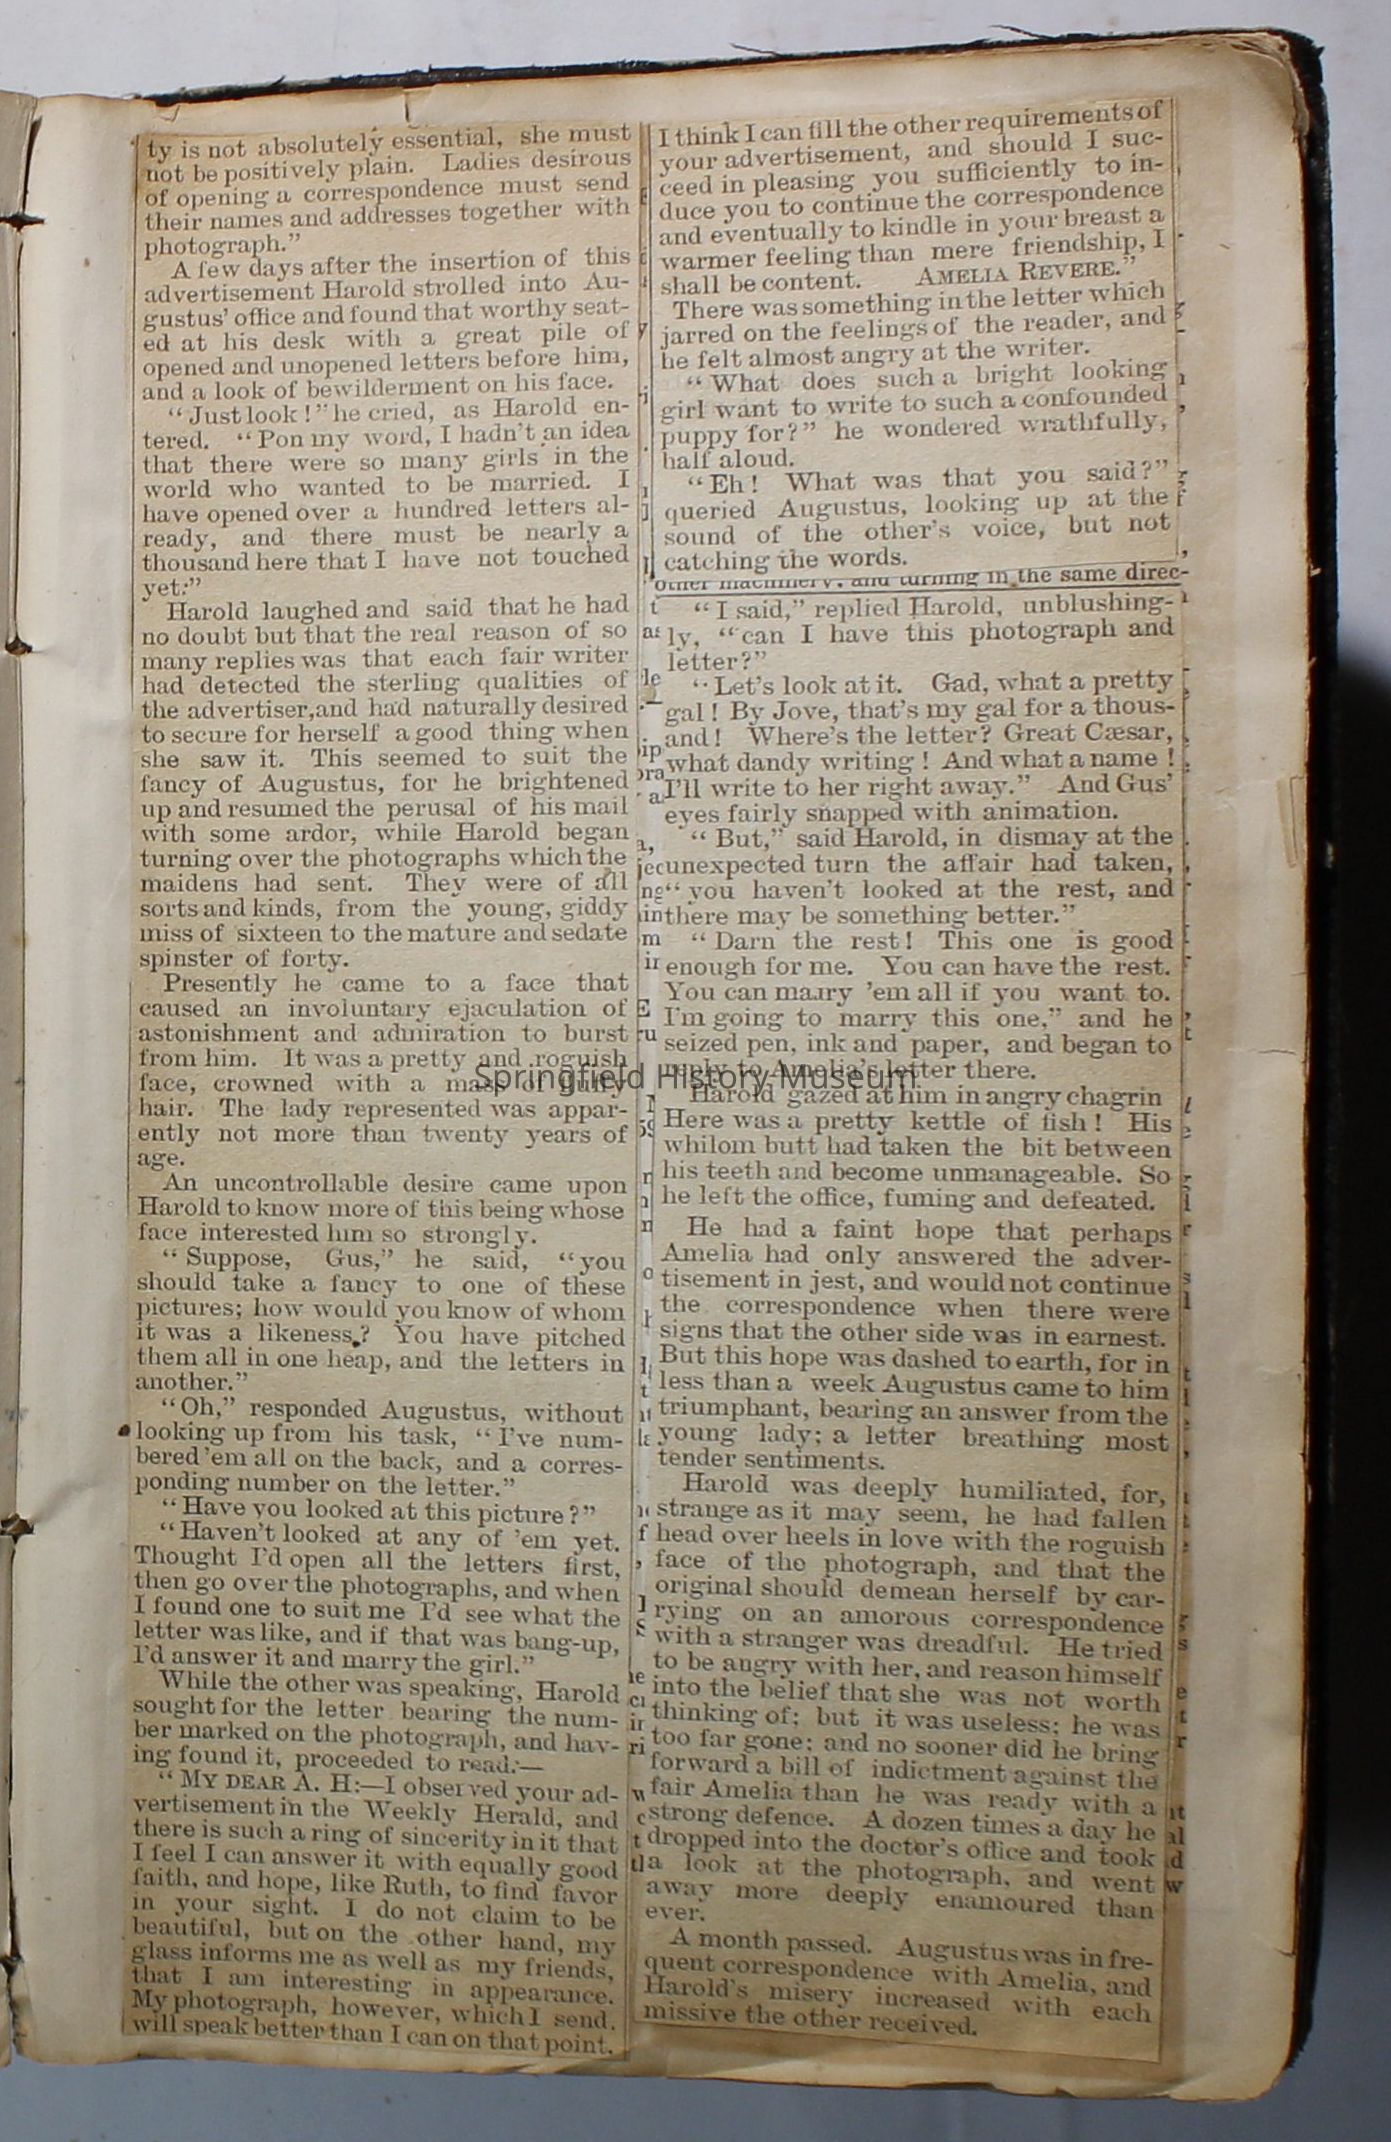 ty is not absolutely essential, she must
not be positively plain. Ladies desirous
of opening a correspondence must send
their names and addresses together with
photograph."
A few days after the insertion of this
advertisement Harold strolled into Au-
gustus' office and found that worthy seat-
ed at his desk with a great pile of
opened and unopened letters before him,
and a look of bewilderment on his face.
"Just look!" he cried, as Harold en-
tered. "Pon my word, I hadn't an idea
that there were so many girls in the
world who wanted to be married. I
have opened over a hundred letters al-
ready, and there must be nearly a
thousand here that I have not touched
yet."
Harold laughed and said that he had
no doubt but that the real reason of so
many replies was that each fair writer
had detected the sterling qualities of
the advertiser, and had naturally desired
to secure for herself a good thing when
she saw it. This seemed to suit the
fancy of Augustus, for he brightened
up and resumed the perusal of his mail
with some ardor, while Harold began
turning over the photographs which the
maidens had sent. They were of all
sorts and kinds, from the young, giddy
miss of sixteen to the mature and sedate
spinster of forty.
Presently he came to a face that
caused an involuntary ejaculation of
astonishment and admiration to burst
from him. It was a pretty and roguish
face, crowned with a mass of
hair. The lady represented was appar-
ently not more than twenty years of
age.
An uncontrollable desire came upon
Harold to know more of this being whose
face interested him so strongly.
"Suppose, Gus," he said, "you
should take a fancy to one of these
pictures; how would you know of whom
it was a likeness? You have pitched
them all in one heap, and the letters in
another."
"Oh," responded Augustus, without
looking up from his task, "I've num-
bered 'em all on the back, and a corres-
ponding number on the letter."
"Have you looked at this picture?"
"Haven't looked at any of 'em yet.
Thought I'd open all the letters first,
then go over the photographs, and when
I found one to suit me I'd see what the
letter was like, and if that was bang-up,
I'd answer it and marry the girl."
While the other was speaking, Harold
sought for the letter bearing the num-
ber marked on the photograph, and hav-
ing found it, proceeded to read:—
"MY DEAR A. H:—I observed your ad-
vertisement in the Weekly Herald, and
there is such a ring of sincerity in it that
I feel I can answer it with equally good
faith, and hope, like Ruth, to find favor
in your sight. I do not claim to be
beautiful, but on the other hand, my
glass informs me as well as my friends,
that I am interesting in appearance.
My photograph, however, which I send,
will speak better than I can on that point.
I think I can fill the other requirements of
your advertisement, and should I suc-
ceed in pleasing you sufficiently to in-
duce you to continue the correspondence
and eventually to kindle in your breast a
warmer feeling than mere friendship, I
shall be content. AMELIA REVERE."
There was something in the letter which
jarred on the feelings of the reader, and
he felt almost angry at the writer.
"What does such a bright looking
girl want to write to such a confounded
puppy for?" he wondered wrathfully,
half aloud.
"Eh! What was that you said?"
queried Augustus, looking up at the
sound of the other's voice, but not
catching the words.
other machinery, and turning in the same direc-
"I said," replied Harold, unblushing-
ly, "can I have this photograph and
letter?"
"Let's look at it. Gad, what a pretty
gal! By Jove, that's my gal for a thous-
and! Where's the letter? Great Cæsar,
what dandy writing! And what a name!
I'll write to her right away." And Gus'
eyes fairly snapped with animation.
"But," said Harold, in dismay at the
unexpected turn the affair had taken,
"you haven't looked at the rest, and
there may be something better."
"Darn the rest! This one is good
enough for me. You can have the rest.
You can marry 'em all if you want to.
I'm going to marry this one," and he
seized pen, ink and paper, and began to
reply to Amelia's letter there.
Harold gazed at him in angry chagrin
Here was a pretty kettle of fish! His
whilom butt had taken the bit between
his teeth and become unmanageable. So
he left the office, fuming and defeated.
He had a faint hope that perhaps
Amelia had only answered the adver-
tisement in jest, and would not continue
the correspondence when there were
signs that the other side was in earnest.
But this hope was dashed to earth, for in
less than a week Augustus came to him
triumphant, bearing an answer from the
young lady; a letter breathing most
tender sentiments.
Harold was deeply humiliated, for,
strange as it may seem, he had fallen
head over heels in love with the roguish
face of the photograph, and that the
original should demean herself by car-
rying on an amorous correspondence
with a stranger was dreadful. He tried
to be angry with her, and reason himself
into the belief that she was not worth
thinking of; but it was useless; he was
too far gone; and no sooner did he bring
forward a bill of indictment against the
fair Amelia than he was ready with a
strong defence. A dozen times a day he
dropped into the doctor's office and took
a look at the photograph, and went
away more deeply enamoured than
ever.
A month passed. Augustus was in fre-
quent correspondence with Amelia, and
Harold's misery increased with each
missive the other received.
Springfield History Museum